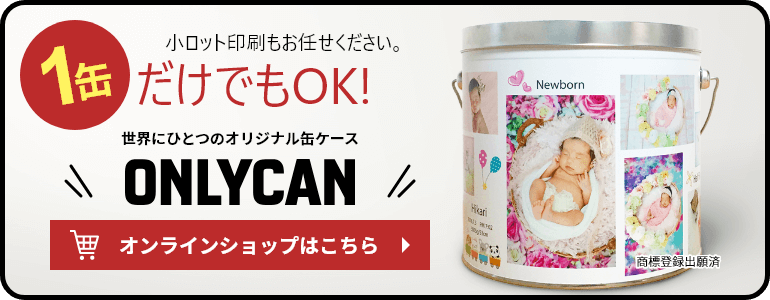 小ロット印刷もお任せください。
1缶
だけでもOK!
世界にひとつのオリジナル缶ケース
ONLYCAN
オンラインショップはこちら
Newborn
Hikari
商標登録出願済